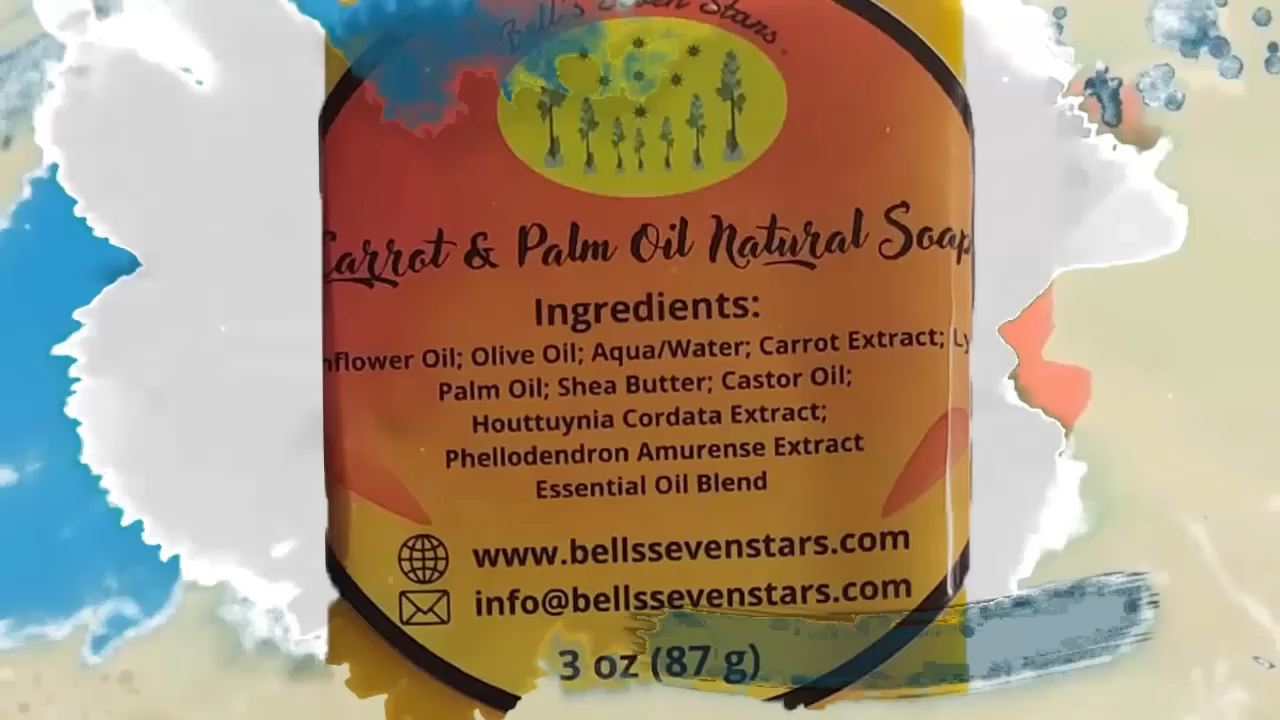 Bell's Seven Stars
Carrot & Palm Oil Natural Soap
Ingredients:
nflower Oil; Olive Oil; Aqua/Water; Carrot Extract; Ly
Palm Oil; Shea Butter; Castor Oil;
Houttuynia Cordata Extract;
Phellodendron Amurense Extract
Essential Oil Blend
www.bellssevenstars.com
info@bellssevenstars.com
3 oz (87 g)